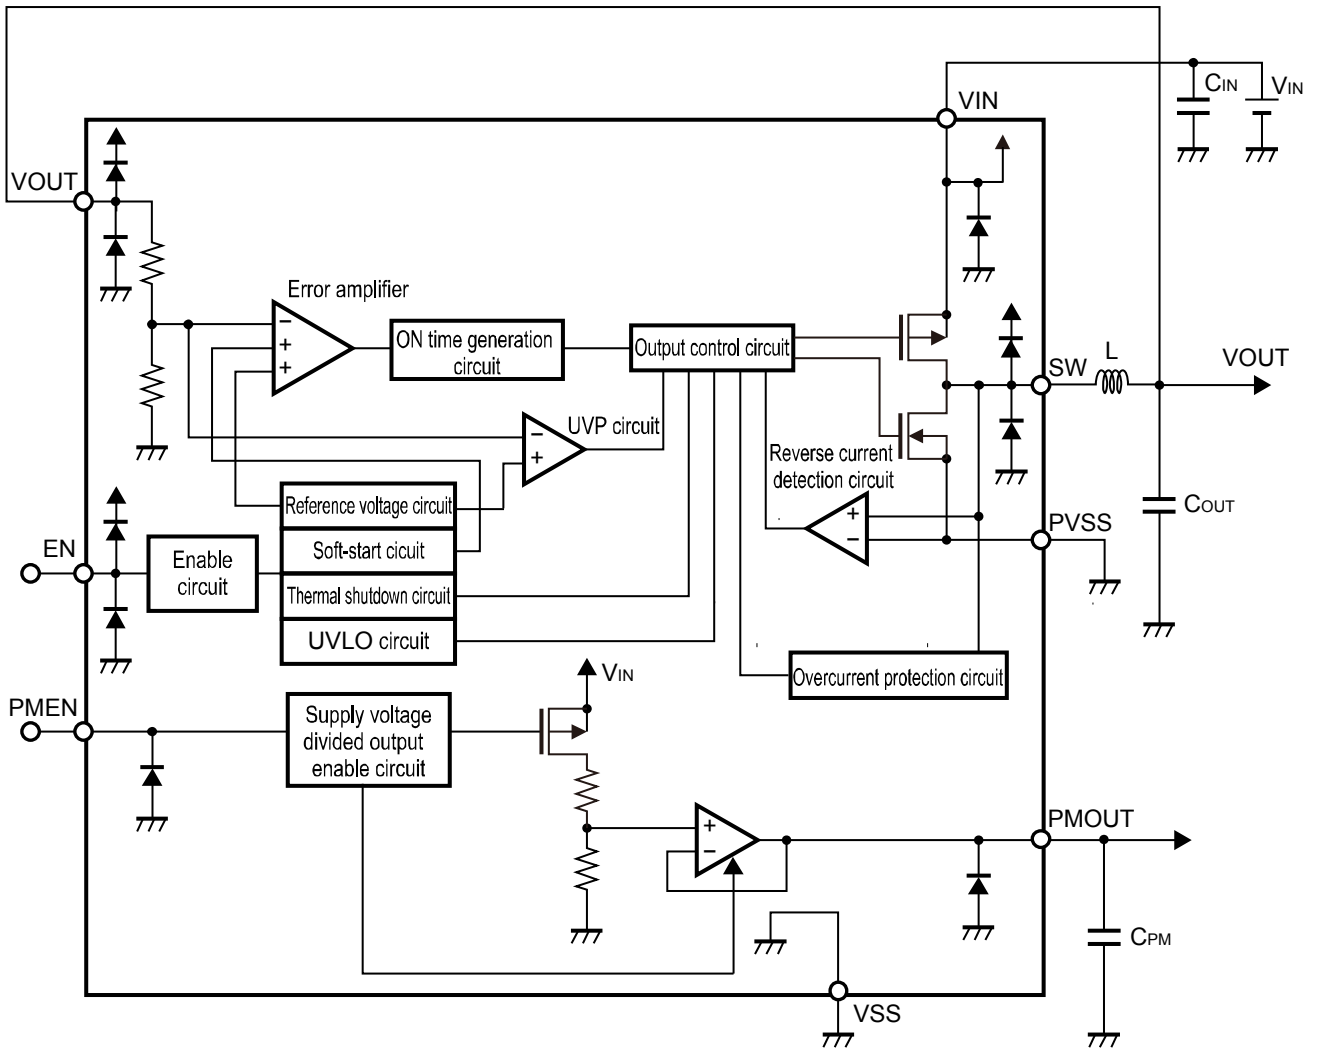 CIN
VIN
VIN
VOUT
Error amplifier
ON time generation
circuit
Output control circuit
SW
L
VOUT
UVP circuit
Reverse current
detection circuit
Reference voltage circuit
COUT
PVSS
EN
Enable
circuit
Soft-start cicuit
Thermal shutdown circuit
UVLO circuit
Overcurrent protection circuit
VIN
PMEN
Supply voltage
divided output
enable circuit
PMOUT
CPM
VSS